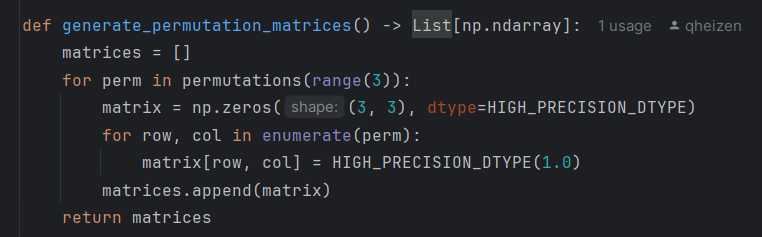 def generate_permutation_matrices() -> List[np.ndarray]: 1 usage qheizen
    matrices = []
    for perm in permutations(range(3)):
        matrix = np.zeros( shape: (3, 3), dtype=HIGH_PRECISION_DTYPE)
        for row, col in enumerate(perm):
            matrix[row, col] = HIGH_PRECISION_DTYPE(1.0)
        matrices.append(matrix)
    return matrices